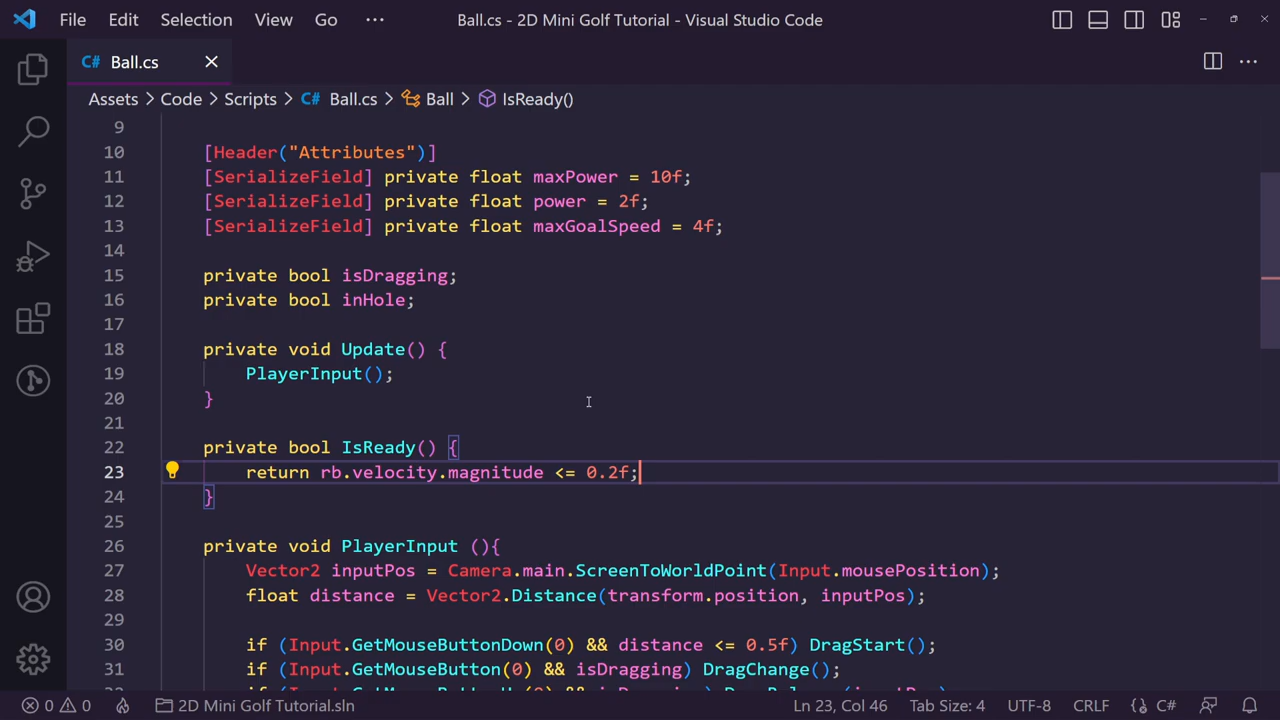 File Edit Selection View Go ··· Ball.cs - 2D Mini Golf Tutorial - Visual Studio Code
C# Ball.cs
Assets > Code > Scripts > C# Ball.cs > Ball > IsReady()
9
10 [Header("Attributes")]
11 [SerializeField] private float maxPower = 10f;
12 [SerializeField] private float power = 2f;
13 [SerializeField] private float maxGoalSpeed = 4f;
14
15 private bool isDragging;
16 private bool inHole;
17
18 private void Update() {
19 PlayerInput();
20 }
21
22 private bool IsReady() {
23 return rb.velocity.magnitude <= 0.2f;
24 }
25
26 private void PlayerInput (){
27 Vector2 inputPos = Camera.main.ScreenToWorldPoint(Input.mousePosition);
28 float distance = Vector2.Distance(transform.position, inputPos);
29
30 if (Input.GetMouseButtonDown(0) && distance <= 0.5f) DragStart();
31 if (Input.GetMouseButton(0) && isDragging) DragChange();
0 0 2D Mini Golf Tutorial.sln Ln 23, Col 46 Tab Size: 4 UTF-8 CRLF C#